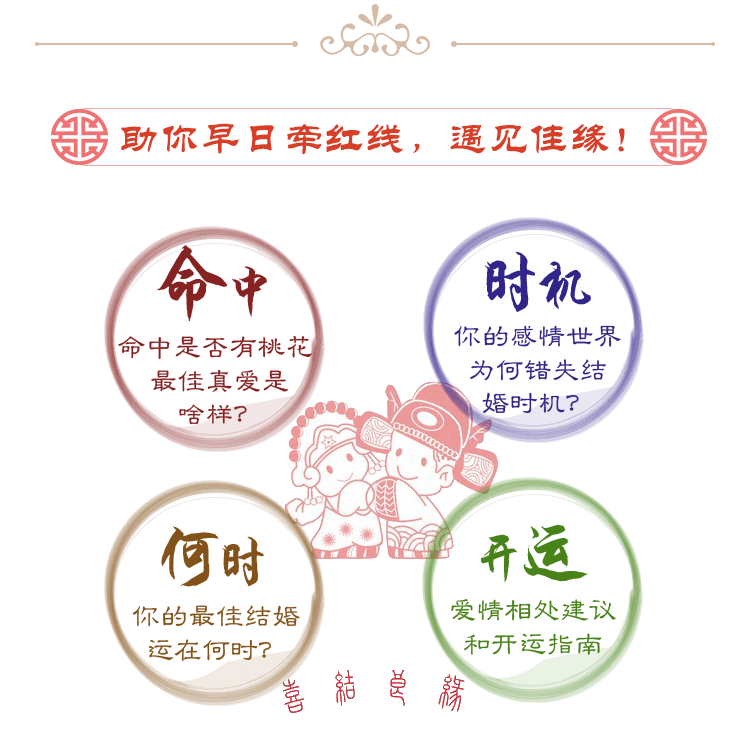 助你早日牵红线，遇见佳缘！
命中
命中是否有桃花
最佳真爱是
啥样？
时机
你的感情世界
为何错失结
婚时机？
何时
你的最佳结婚
运在何时？
开运
爱情相处建议
和开运指南
喜结良缘